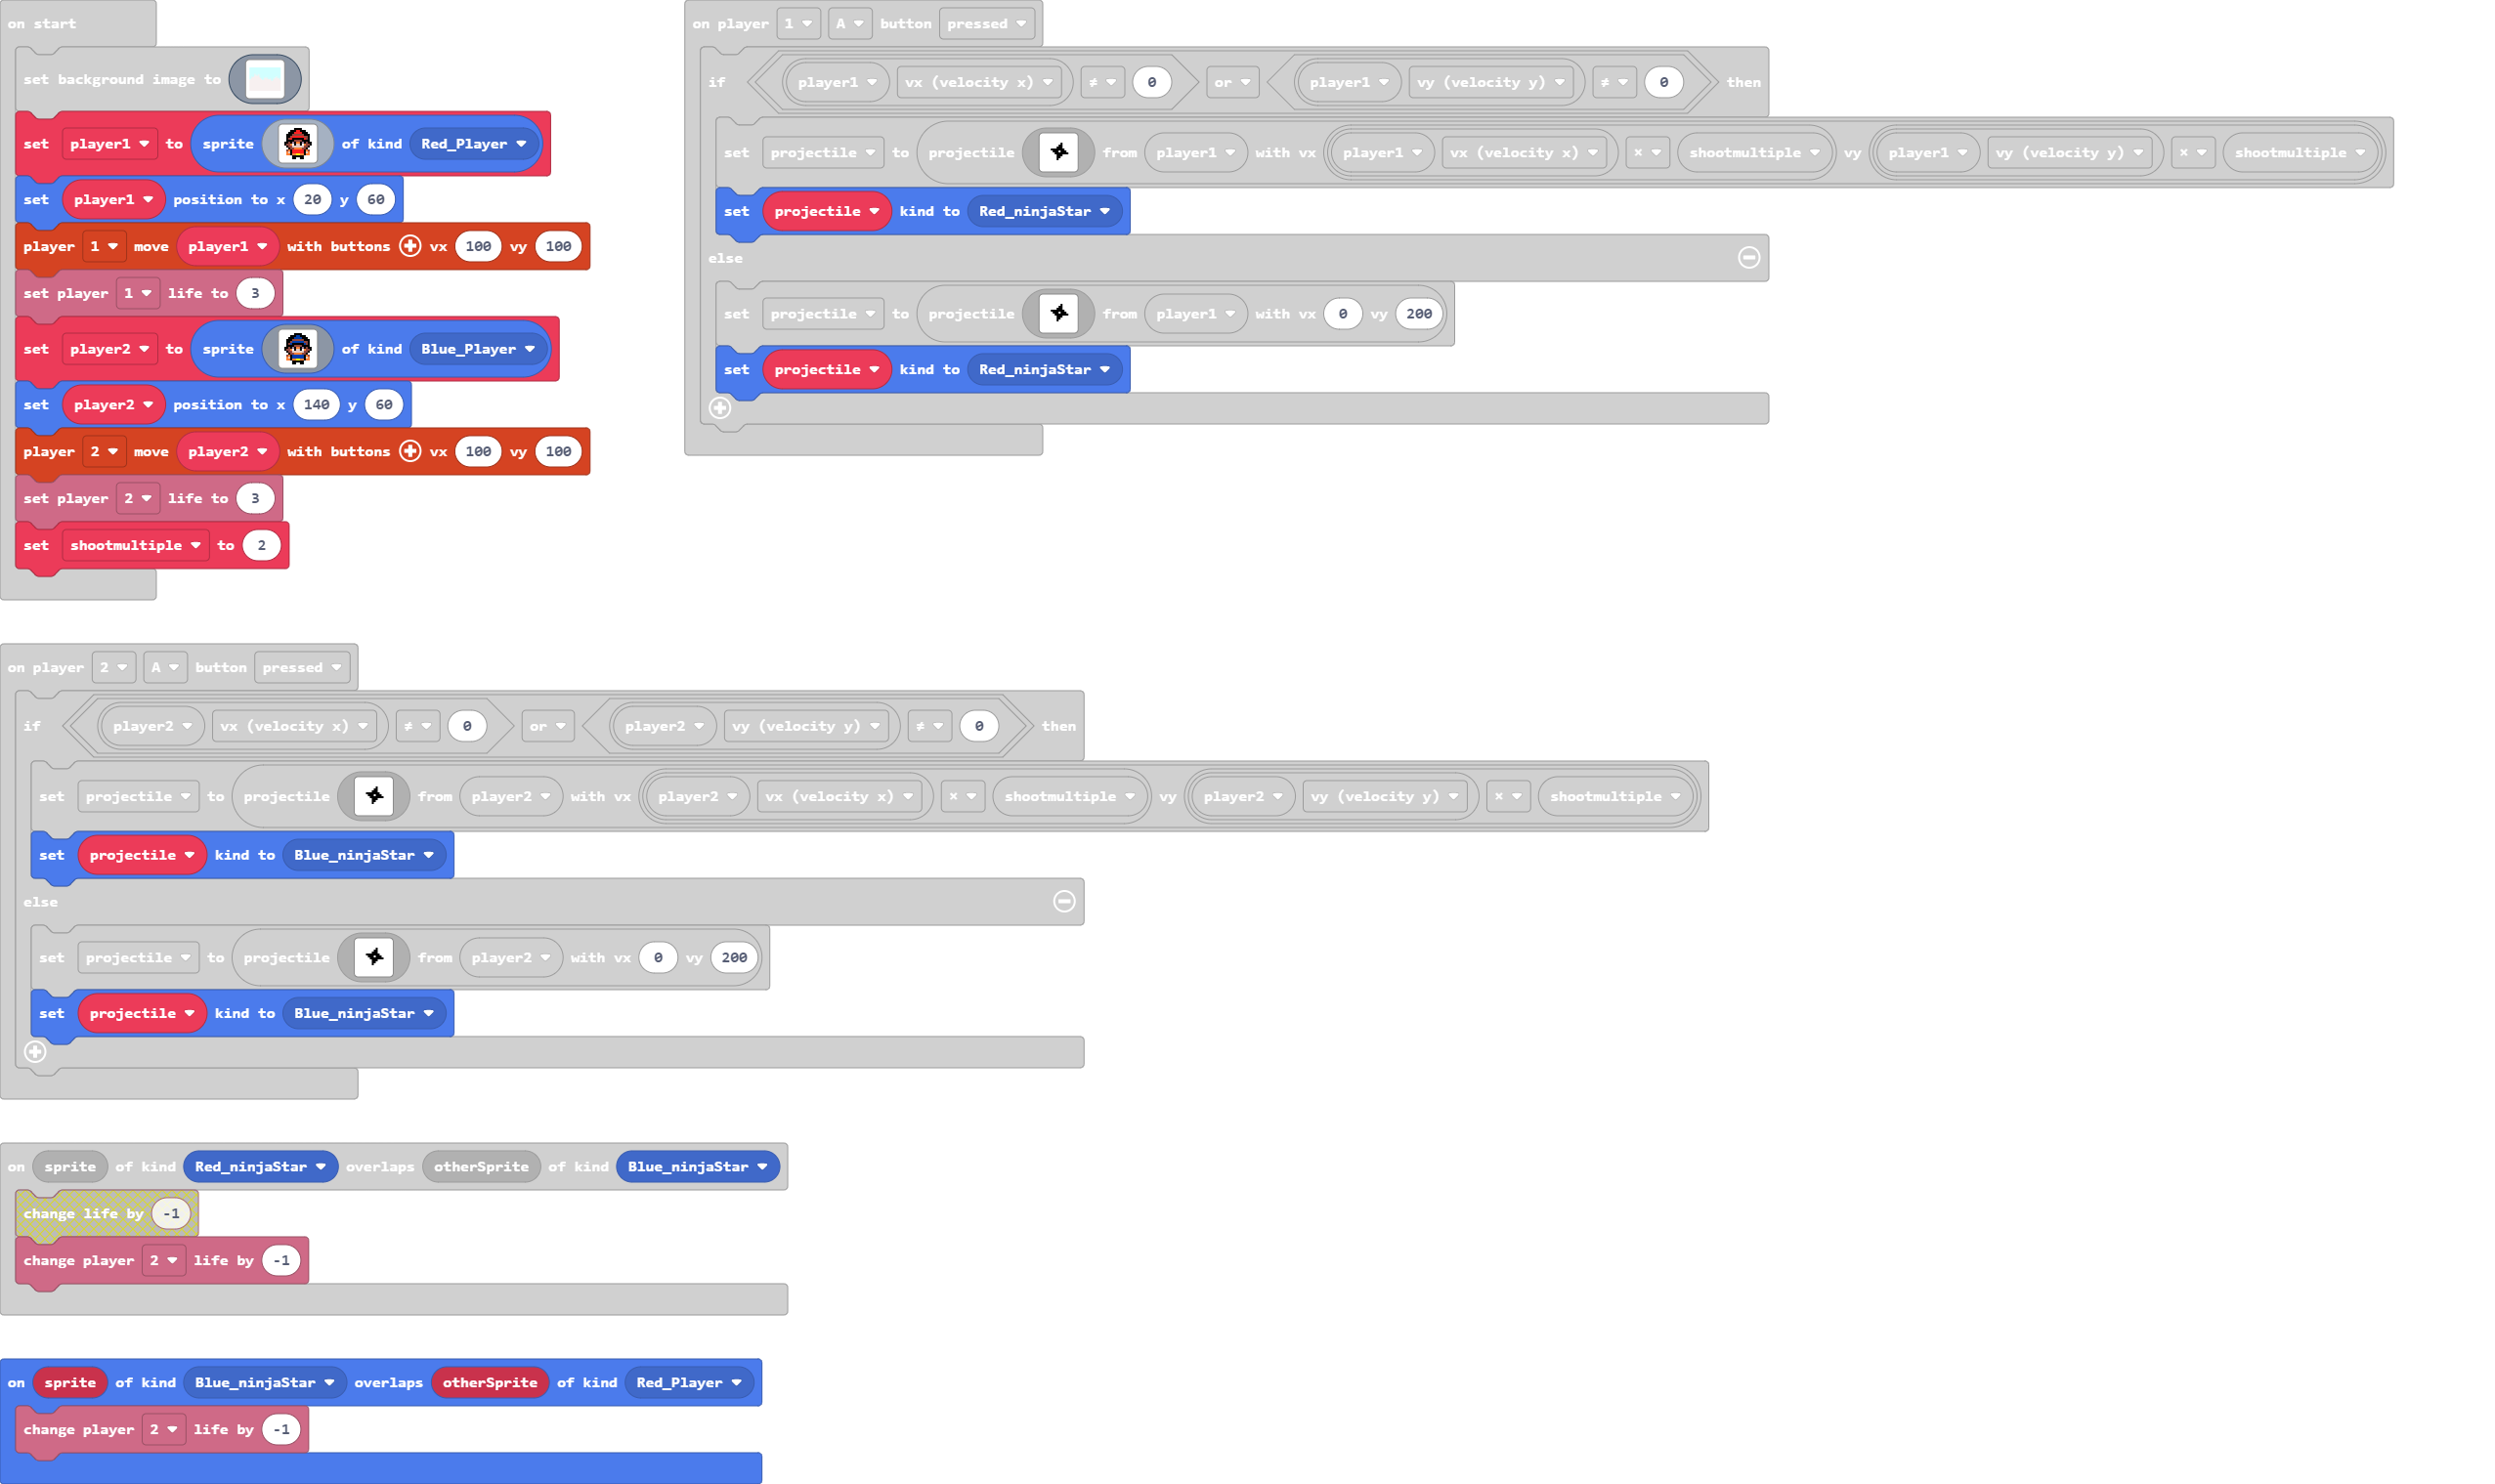 on start
set background image to
set player1 to sprite of kind Red_Player
set player1 position to x 20 y 60
player 1 move player1 with buttons vx 100 vy 100
set player 1 life to 3
set player2 to sprite of kind Blue_Player
set player2 position to x 140 y 60
player 2 move player2 with buttons vx 100 vy 100
set player 2 life to 3
set shootmultiple to 2
on player 1 A button pressed
if player1 vx (velocity x) ≠ 0 or player1 vy (velocity y) ≠ 0 then
set projectile to projectile from player1 with vx player1 vx (velocity x) × shootmultiple vy player1 vy (velocity y) × shootmultiple
set projectile kind to Red_ninjaStar
else
set projectile to projectile from player1 with vx 0 vy 200
set projectile kind to Red_ninjaStar
on player 2 A button pressed
if player2 vx (velocity x) ≠ 0 or player2 vy (velocity y) ≠ 0 then
set projectile to projectile from player2 with vx player2 vx (velocity x) × shootmultiple vy player2 vy (velocity y) × shootmultiple
set projectile kind to Blue_ninjaStar
else
set projectile to projectile from player2 with vx 0 vy 200
set projectile kind to Blue_ninjaStar
on sprite of kind Red_ninjaStar overlaps otherSprite of kind Blue_ninjaStar
change life by -1
change player 2 life by -1
on sprite of kind Blue_ninjaStar overlaps otherSprite of kind Red_Player
change player 2 life by -1